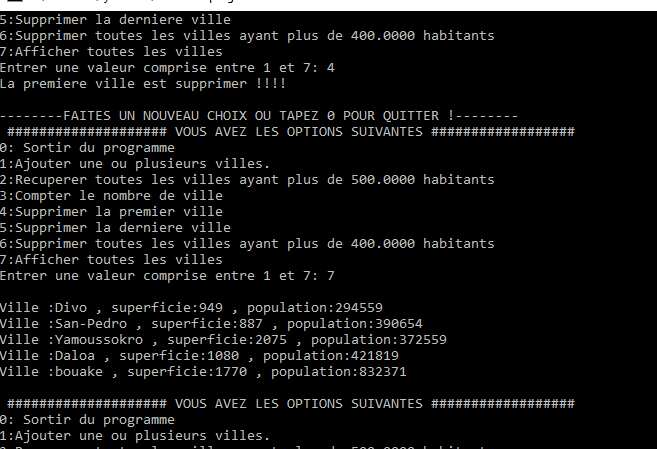 5:Supprimer la derniere ville
6:Supprimer toutes les villes ayant plus de 400.0000 habitants
7:Afficher toutes les villes
Entrer une valeur comprise entre 1 et 7: 4
La premiere ville est supprimer !!!!
--------FAITES UN NOUVEAU CHOIX OU TAPEZ 0 POUR QUITTER !--------
#################### VOUS AVEZ LES OPTIONS SUIVANTES ##################
0: Sortir du programme
1:Ajouter une ou plusieurs villes.
2:Recuperer toutes les villes ayant plus de 500.0000 habitants
3:Compter le nombre de ville
4:Supprimer la premier ville
5:Supprimer la derniere ville
6:Supprimer toutes les villes ayant plus de 400.0000 habitants
7:Afficher toutes les villes
Entrer une valeur comprise entre 1 et 7: 7
Ville :Divo , superficie:949 , population:294559
Ville :San-Pedro , superficie:887 , population:390654
Ville :Yamoussokro , superficie:2075 , population:372559
Ville :Daloa , superficie:1080 , population:421819
Ville :bouake , superficie:1770 , population:832371
#################### VOUS AVEZ LES OPTIONS SUIVANTES ##################
0: Sortir du programme
1:Ajouter une ou plusieurs villes.